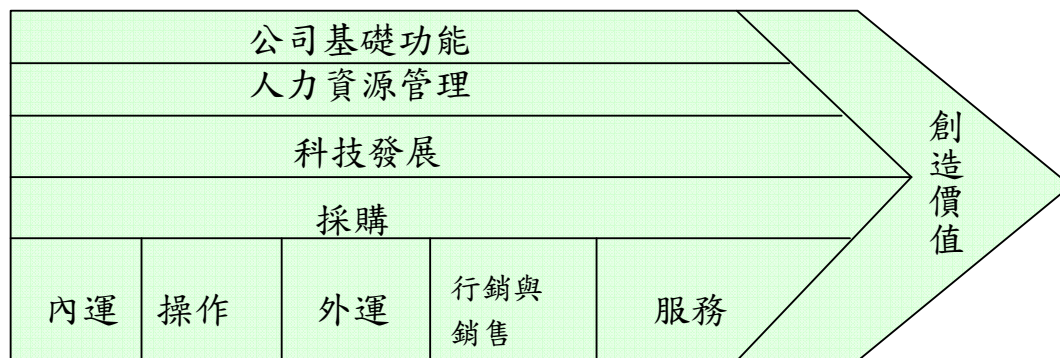 公司基礎功能
人力資源管理
科技發展
採購
內運
操作
外運
行銷與
銷售
服務
創造價值